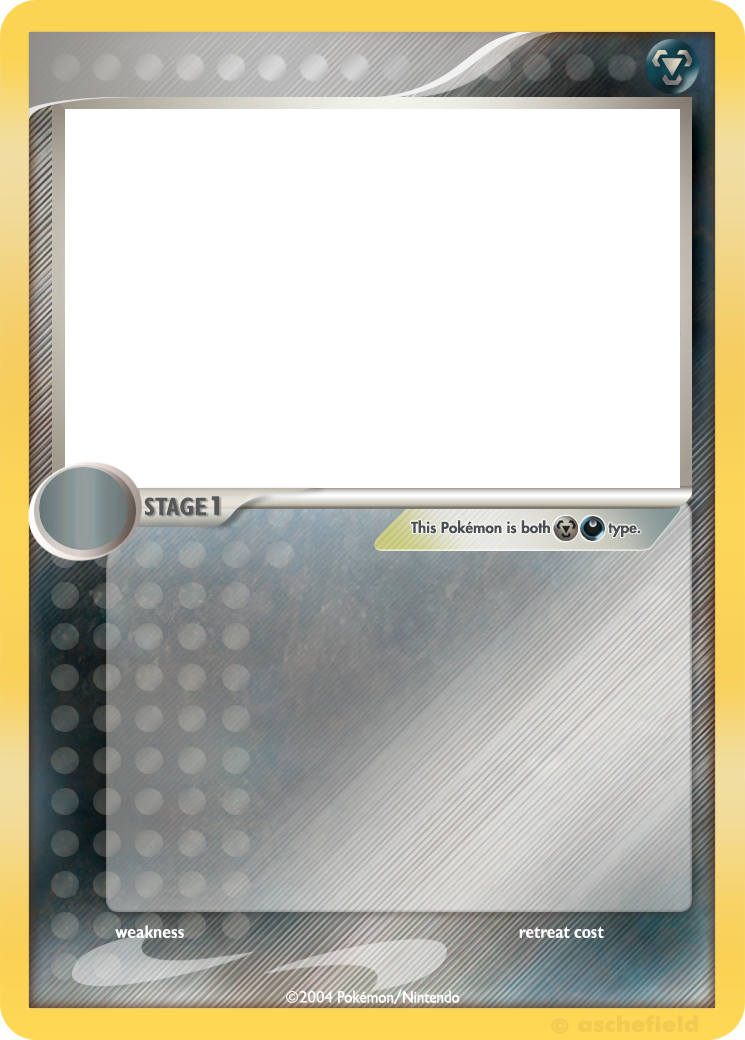 STAGE 1
This Pokémon is both type.
weakness retreat cost
©2004 Pokémon/Nintendo
© aschefield